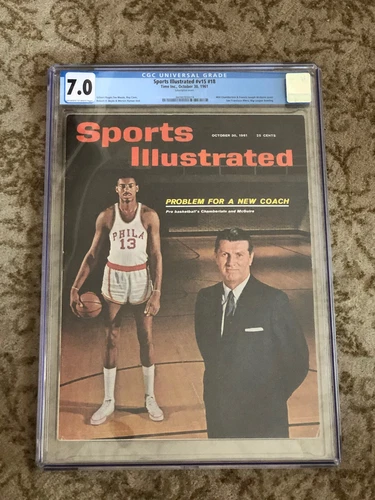 CGC UNIVERSAL GRADE
7.0
Sports Illustrated #v15 #18
Time Inc., October 30, 1961
Sports
Illustrated
OCTOBER 30, 1961
25 CENTS
PROBLEM FOR A NEW COACH
Pro basketball's Chamberlain and McGuire
PHILA
13